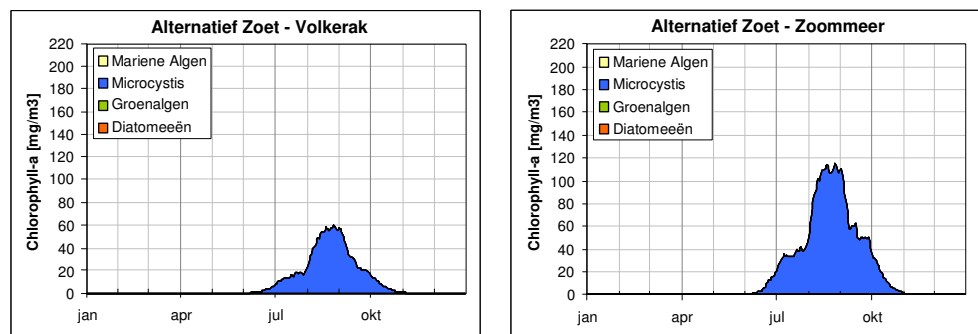 Alternatief Zoet - Volkerak
Chlorophyll-a [mg/m3]
220
200
180
160
140
120
100
80
60
40
20
0
Mariene Algen
Microcystis
Groenalgen
Diatomeeën
jan apr jul okt
Alternatief Zoet - Zoommeer
Chlorophyll-a [mg/m3]
220
200
180
160
140
120
100
80
60
40
20
0
Mariene Algen
Microcystis
Groenalgen
Diatomeeën
jan apr jul okt